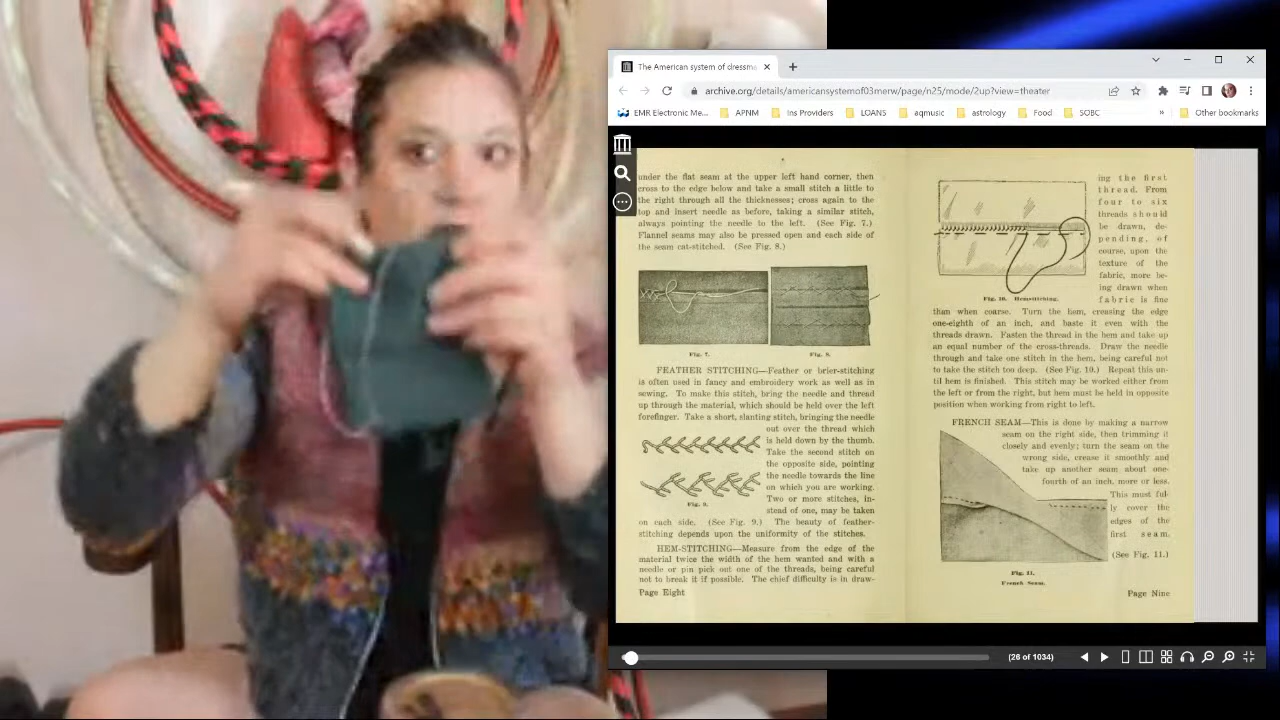 The American system of dressma
archive.org/details/americansystemof03merw/page/n25/mode/2up?view=theater
EMR Electronic Me...
APNM
Ins Providers
LOANS
aqmusic
astrology
Food
SOBC
»
Other bookmarks
under the flat seam at the upper left hand corner, then
cross to the edge below and take a small stitch a little to
the right through all the thicknesses; cross again to the
top and insert needle as before, taking a similar stitch,
always pointing the needle to the left. (See Fig. 7.)
Flannel seams may also be pressed open and each side of
the seam cat-stitched. (See Fig. 8.)
Fig. 7.
Fig. 8.
FEATHER STITCHING—Feather or brier-stitching
is often used in fancy and embroidery work as well as in
sewing. To make this stitch, bring the needle and thread
up through the material, which should be held over the left
forefinger. Take a short, slanting stitch, bringing the needle
out over the thread which
is held down by the thumb.
Take the second stitch on
the opposite side, pointing
the needle towards the line
on which you are working.
Two or more stitches, in-
stead of one, may be taken
Fig. 9.
on each side. (See Fig. 9.) The beauty of feather-
stitching depends upon the uniformity of the stitches.
HEM-STITCHING—Measure from the edge of the
material twice the width of the hem wanted and with a
needle or pin pick out one of the threads, being careful
not to break it if possible. The chief difficulty is in draw-
Page Eight
ing the first
thread. From
four to six
threads should
be drawn, de-
pending, of
course, upon the
texture of the
fabric, more be-
ing drawn when
fabric is fine
Fig. 10. Hemstitching.
than when coarse. Turn the hem, creasing the edge
one-eighth of an inch, and baste it even with the
threads drawn. Fasten the thread in the hem and take up
an equal number of the cross-threads. Draw the needle
through and take one stitch in the hem, being careful not
to take the stitch too deep. (See Fig. 10.) Repeat this un-
til hem is finished. This stitch may be worked either from
the left or from the right, but hem must be held in opposite
position when working from right to left.
FRENCH SEAM—This is done by making a narrow
seam on the right side, then trimming it
closely and evenly; turn the seam on the
wrong side, crease it smoothly and
take up another seam about one-
fourth of an inch, more or less.
This must ful-
ly cover the
edges of the
first seam.
(See Fig. 11.)
Fig. 11.
French Seam.
Page Nine
(26 of 1034)